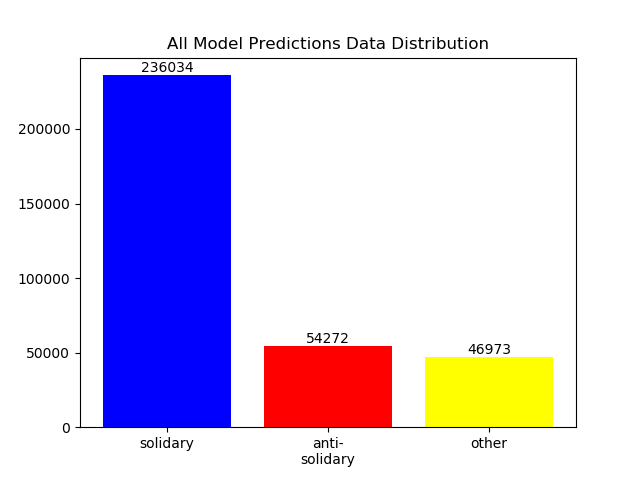 All Model Predictions Data Distribution
236034
200000
150000
100000
54272
50000
46973
0
solidary
anti-
solidary
other